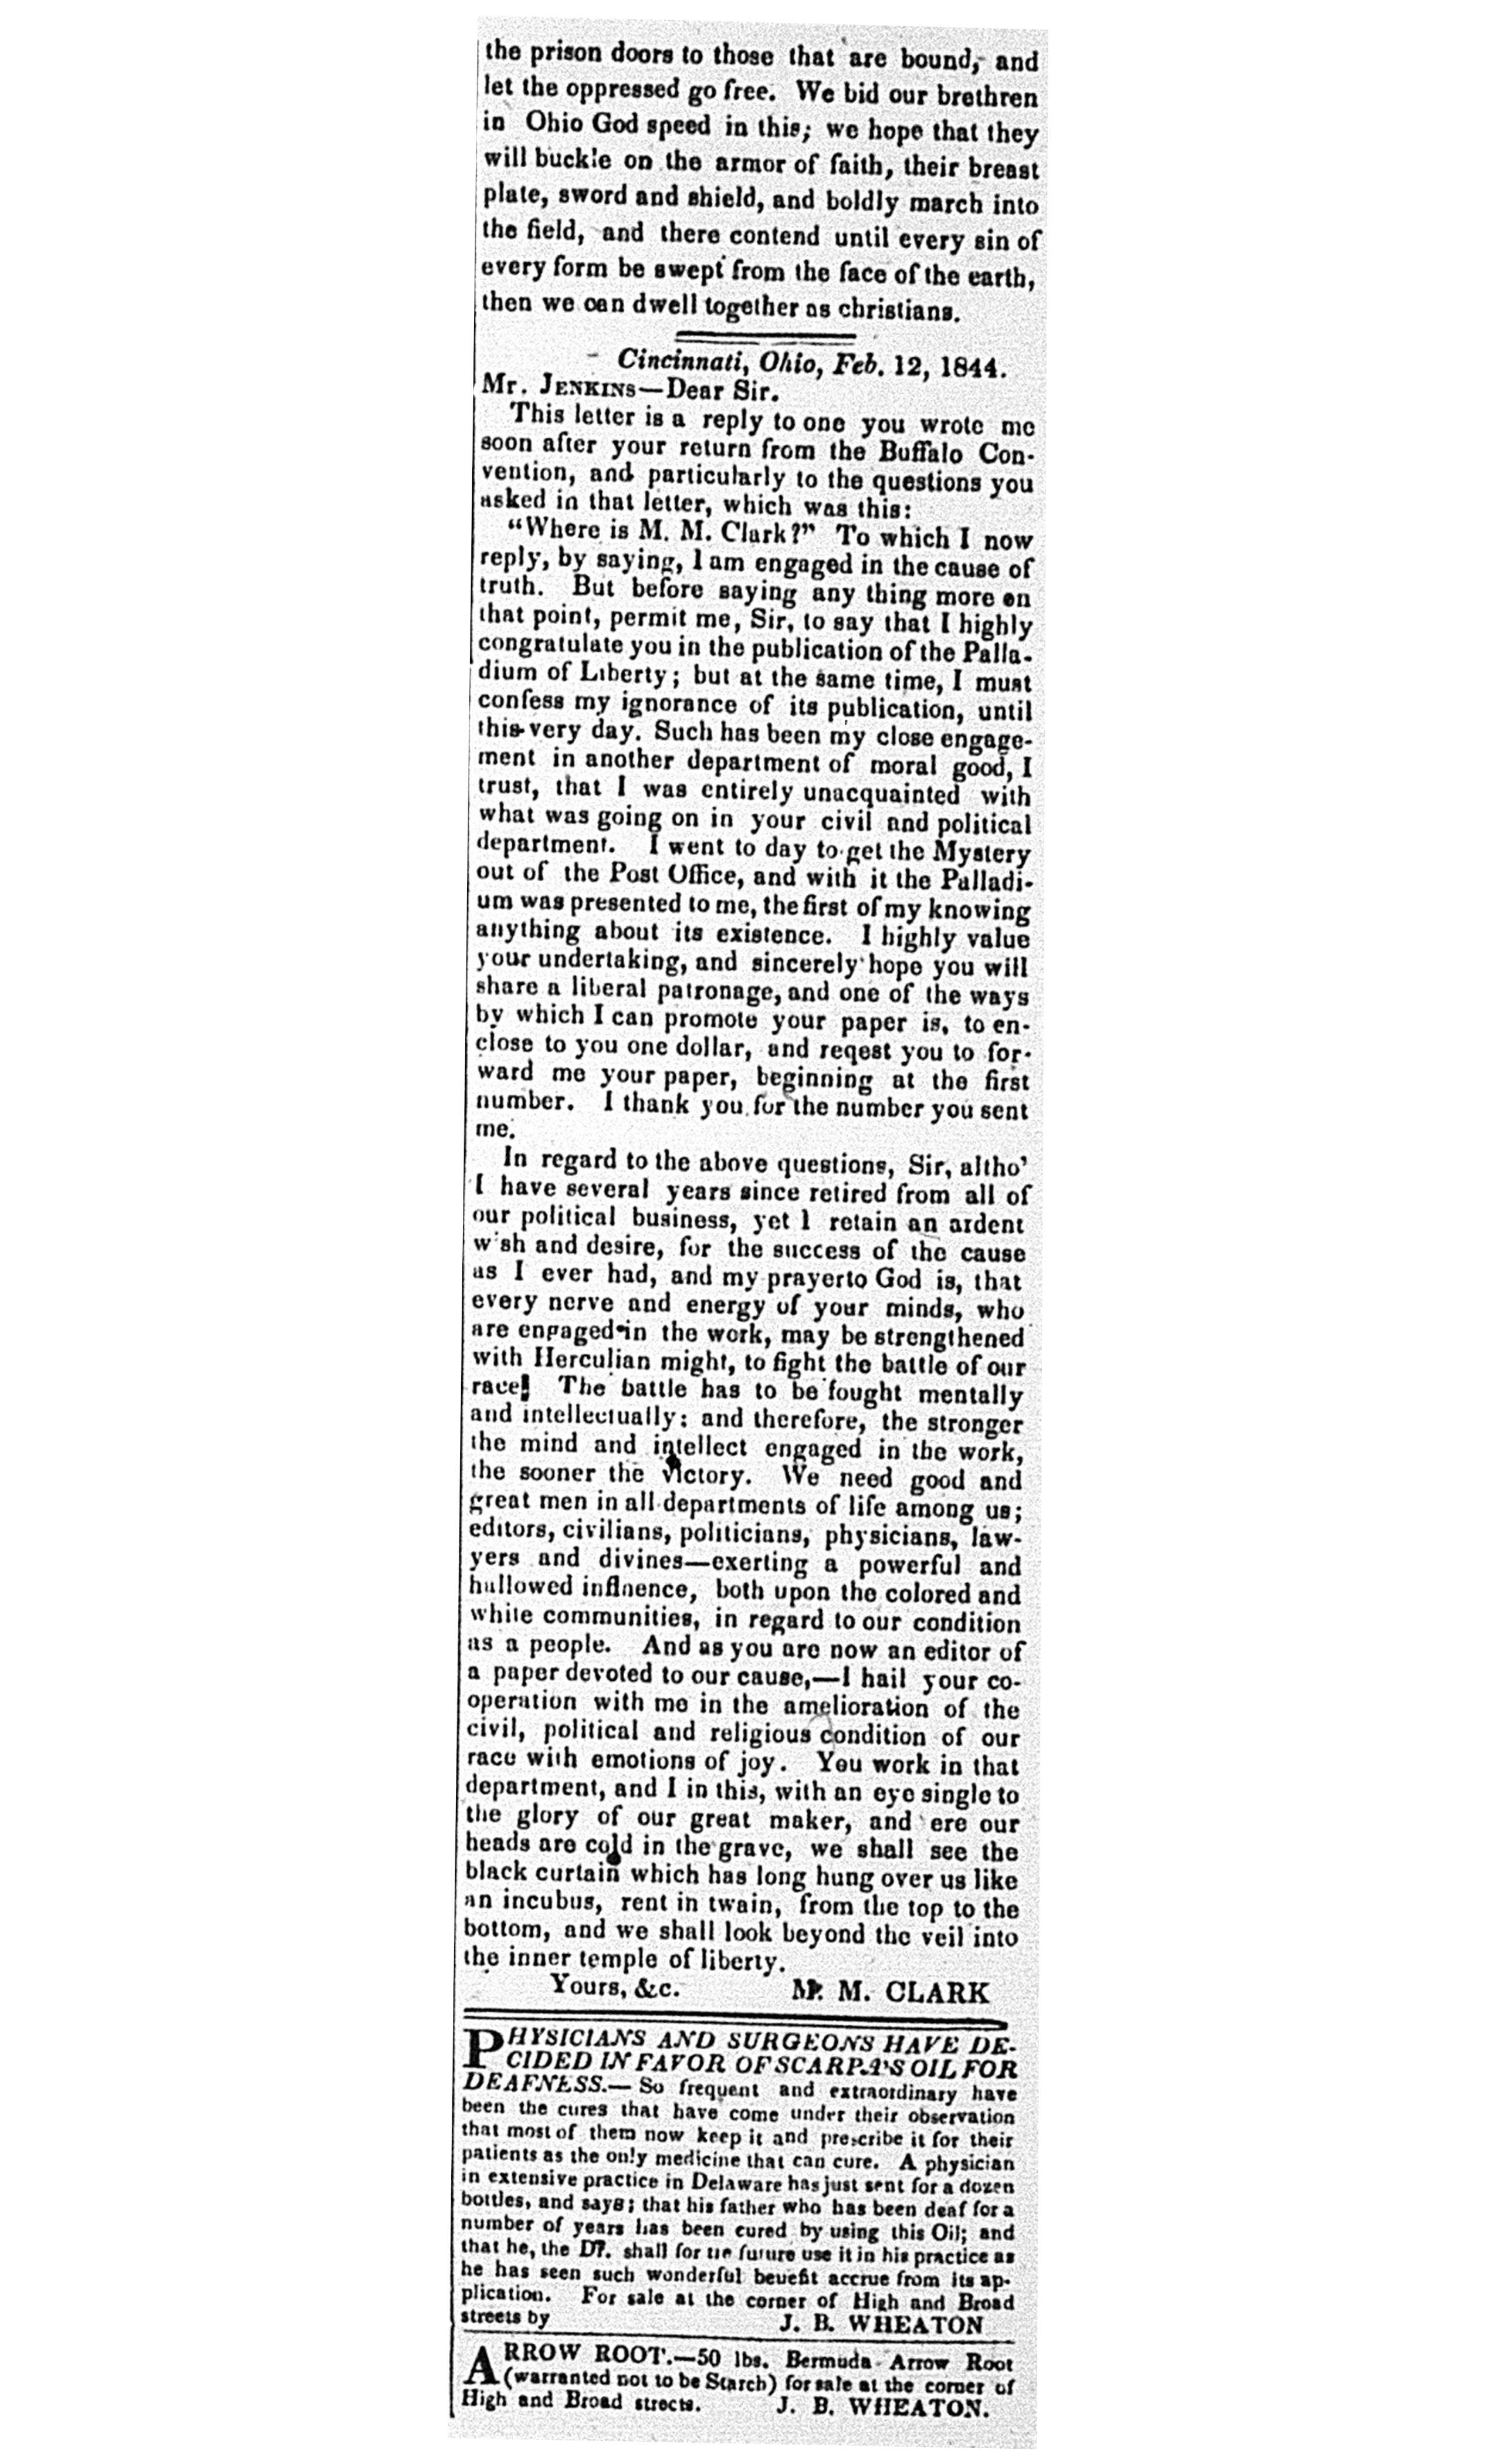 the prison doors to those that are bound, and
let the oppressed go free. We bid our brethren
in Ohio God speed in this; we hope that they
will buckle on the armor of faith, their breast
plate, sword and shield, and boldly march into
the field, and there contend until every sin of
every form be swept from the face of the earth,
then we can dwell together as christians.
Cincinnati, Ohio, Feb. 12, 1844.
Mr. JENKINS—Dear Sir.
This letter is a reply to one you wrote me
soon after your return from the Buffalo Con-
vention, and particularly to the questions you
asked in that letter, which was this:
"Where is M. M. Clark?" To which I now
reply, by saying, I am engaged in the cause of
truth. But before saying any thing more on
that point, permit me, Sir, to say that I highly
congratulate you in the publication of the Palla-
dium of Liberty; but at the same time, I must
confess my ignorance of its publication, until
this very day. Such has been my close engage-
ment in another department of moral good, I
trust, that I was entirely unacquainted with
what was going on in your civil and political
department. I went to day to get the Mystery
out of the Post Office, and with it the Palladi-
um was presented to me, the first of my knowing
anything about its existence. I highly value
your undertaking, and sincerely hope you will
share a liberal patronage, and one of the ways
by which I can promote your paper is, to en-
close to you one dollar, and reqest you to for-
ward me your paper, beginning at the first
number. I thank you for the number you sent
me.
In regard to the above questions, Sir, altho'
I have several years since retired from all of
our political business, yet I retain an ardent
wish and desire, for the success of the cause
as I ever had, and my prayerto God is, that
every nerve and energy of your minds, who
are engaged in the work, may be strengthened
with Herculian might, to fight the battle of our
race! The battle has to be fought mentally
and intellectually; and therefore, the stronger
the mind and intellect engaged in the work,
the sooner the victory. We need good and
great men in all departments of life among us;
editors, civilians, politicians, physicians, law-
yers and divines—exerting a powerful and
hallowed inflnence, both upon the colored and
white communities, in regard to our condition
as a people. And as you are now an editor of
a paper devoted to our cause,—I hail your co-
operation with me in the amelioration of the
civil, political and religious condition of our
race with emotions of joy. You work in that
department, and I in this, with an eye single to
the glory of our great maker, and ere our
heads are cold in the grave, we shall see the
black curtain which has long hung over us like
an incubus, rent in twain, from the top to the
bottom, and we shall look beyond the veil into
the inner temple of liberty.
Yours, &c. M. M. CLARK
PHYSICIANS AND SURGEONS HAVE DE-
CIDED IN FAVOR OF SCARPA'S OIL FOR
DEAFNESS.— So frequent and extraordinary have
been the cures that have come under their observation
that most of them now keep it and prescribe it for their
patients as the only medicine that can cure. A physician
in extensive practice in Delaware has just sent for a dozen
bottles, and says; that his father who has been deaf for a
number of years has been cured by using this Oil; and
that he, the Dr. shall for the future use it in his practice as
he has seen such wonderful beuefit accrue from its ap-
plication. For sale at the corner of High and Broad
streets by J. B. WHEATON
ARROW ROOT.—50 lbs. Bermuda Arrow Root
(warranted not to be Starch) for sale at the corner of
High and Broad streets. J. B. WHEATON.